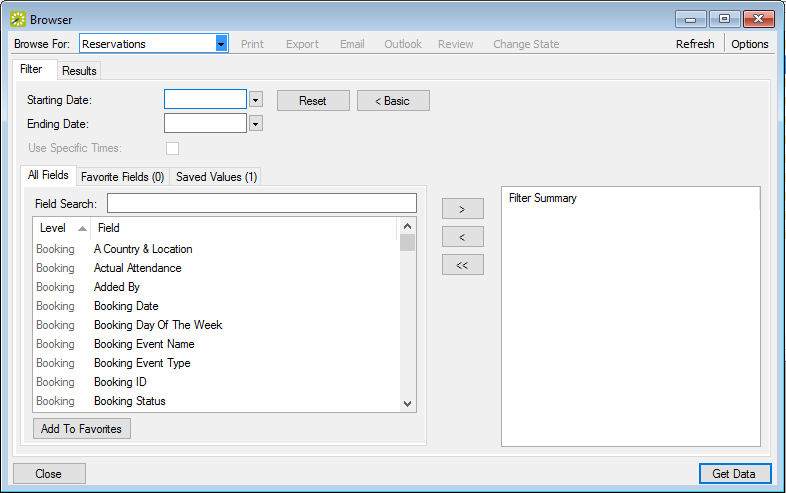 Browser
Browse For: Reservations Print Export Email Outlook Review Change State Refresh Options
Filter Results
Starting Date: Reset < Basic
Ending Date:
Use Specific Times:
All Fields Favorite Fields (0) Saved Values (1)
Field Search:
Level Field
Booking A Country & Location
Booking Actual Attendance
Booking Added By
Booking Booking Date
Booking Booking Day Of The Week
Booking Booking Event Name
Booking Booking Event Type
Booking Booking ID
Booking Booking Status
Add To Favorites
>
<
<<
Filter Summary
Close Get Data